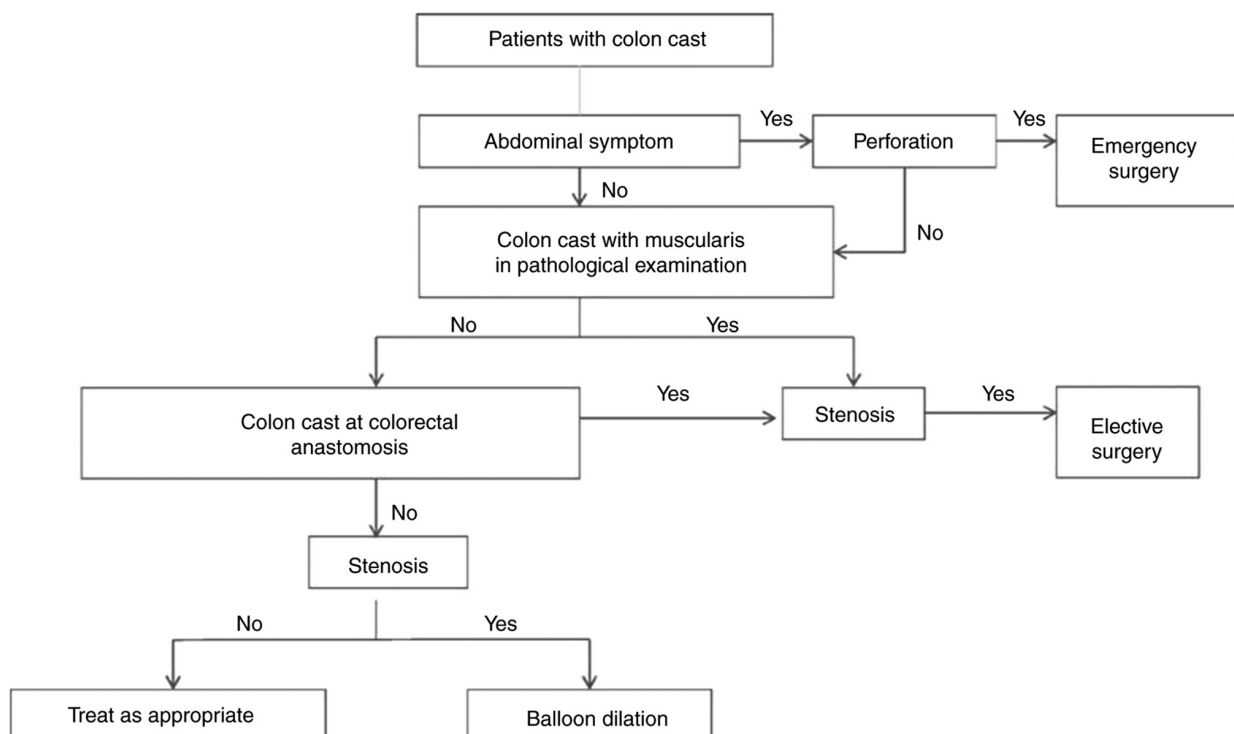 Patients with colon cast
Abdominal symptom
Yes
Perforation
Yes
Emergency
surgery
No
No
Colon cast with muscularis
in pathological examination
No
Yes
Colon cast at colorectal
anastomosis
Yes
Stenosis
Yes
Elective
surgery
No
Stenosis
No
Yes
Treat as appropriate
Balloon dilation